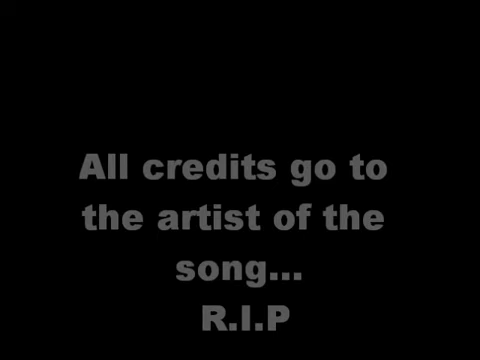 All credits go to
the artist of the
song...
R.I.P